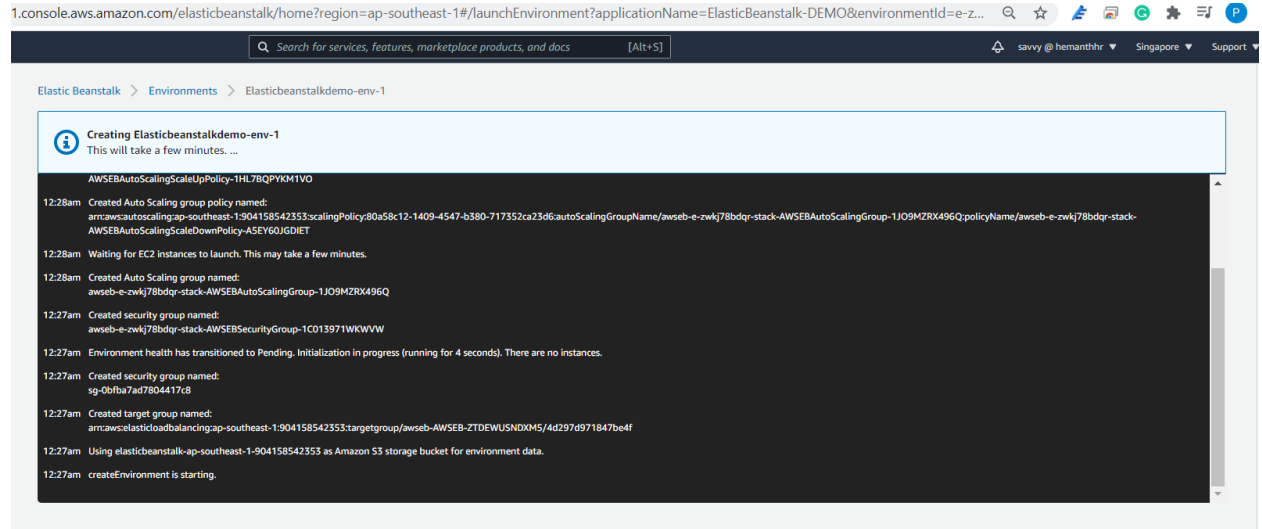 1.console.aws.amazon.com/elasticbeanstalk/home?region=ap-southeast-1#/launchEnvironment?applicationName=ElasticBeanstalk-DEMO&environmentId=e-z...
G
P
Search for services, features, marketplace products, and docs [Alt+S]
savvy @ hemanthhr ▼ Singapore ▼ Support ▼
Elastic Beanstalk > Environments > Elasticbeanstalkdemo-env-1
Creating Elasticbeanstalkdemo-env-1
This will take a few minutes. ...
AWSEBAutoScalingScaleUpPolicy-1HL7BQPYKM1VO
12:28am Created Auto Scaling group policy named:
arn:aws:autoscaling:ap-southeast-1:904158542353:scalingPolicy:80a58c12-1409-4547-b380-717352ca23d6:autoScalingGroupName/awseb-e-zwkj78bdqr-stack-AWSEBAutoScalingGroup-1JO9MZRX496Q:policyName/awseb-e-zwkj78bdqr-stack-
AWSEBAutoScalingScaleDownPolicy-A5EY60JGDIET
12:28am Waiting for EC2 instances to launch. This may take a few minutes.
12:28am Created Auto Scaling group named:
awseb-e-zwkj78bdqr-stack-AWSEBAutoScalingGroup-1JO9MZRX496Q
12:27am Created security group named:
awseb-e-zwkj78bdqr-stack-AWSEBSecurityGroup-1C013971WKWVW
12:27am Environment health has transitioned to Pending. Initialization in progress (running for 4 seconds). There are no instances.
12:27am Created security group named:
sg-0bfba7ad7804417c8
12:27am Created target group named:
arn:aws:elasticloadbalancing:ap-southeast-1:904158542353:targetgroup/awseb-AWSEB-ZTDEWUSNDXM5/4d297d971847be4f
12:27am Using elasticbeanstalk-ap-southeast-1-904158542353 as Amazon S3 storage bucket for environment data.
12:27am createEnvironment is starting.